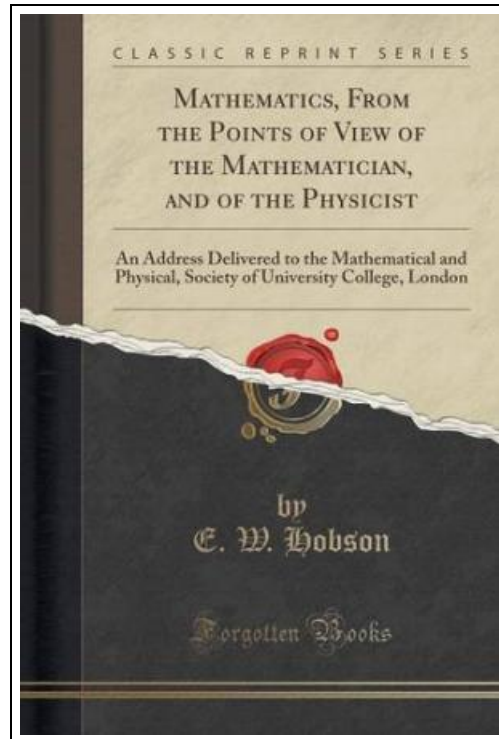 CLASSIC REPRINT SERIES
MATHEMATICS, FROM
THE POINTS OF VIEW OF
THE MATHEMATICIAN,
AND OF THE PHYSICIST
An Address Delivered to the Mathematical and
Physical, Society of University College, London
by
E. W. Hobson
Forgotten Books